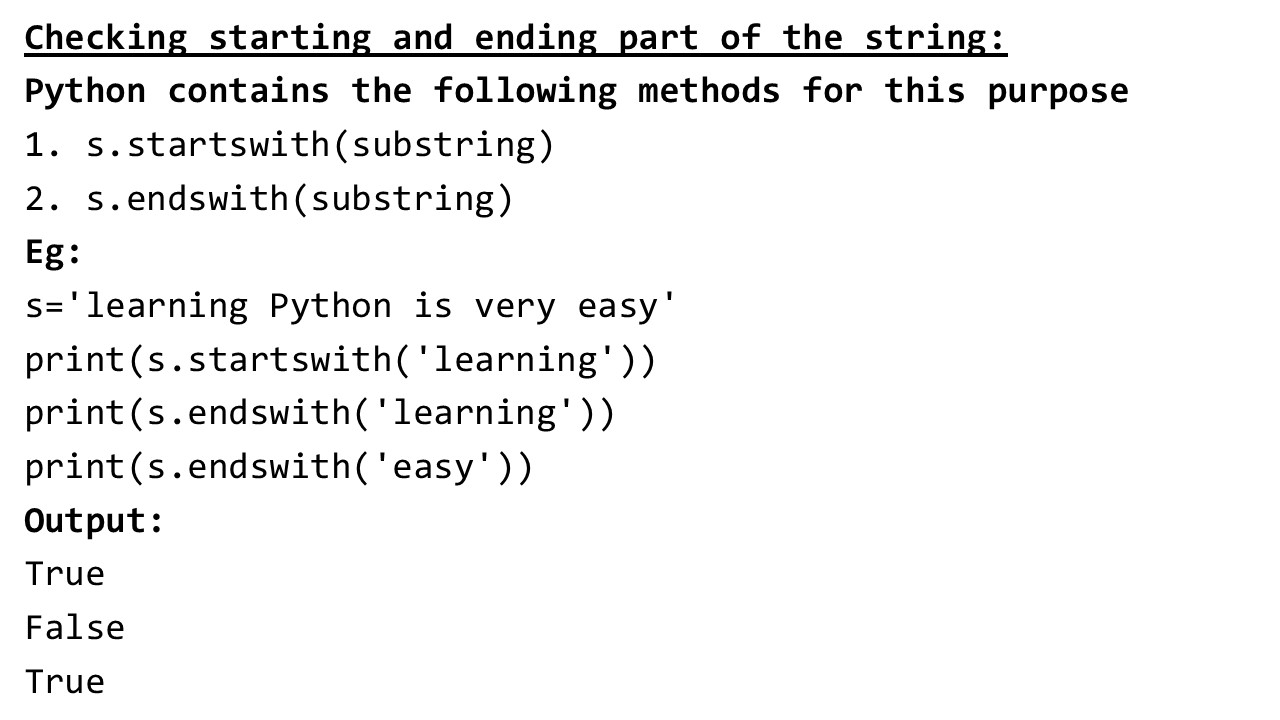 Checking starting and ending part of the string:
Python contains the following methods for this purpose
1. s.startswith(substring)
2. s.endswith(substring)
Eg:
s='learning Python is very easy'
print(s.startswith('learning'))
print(s.endswith('learning'))
print(s.endswith('easy'))
Output:
True
False
True